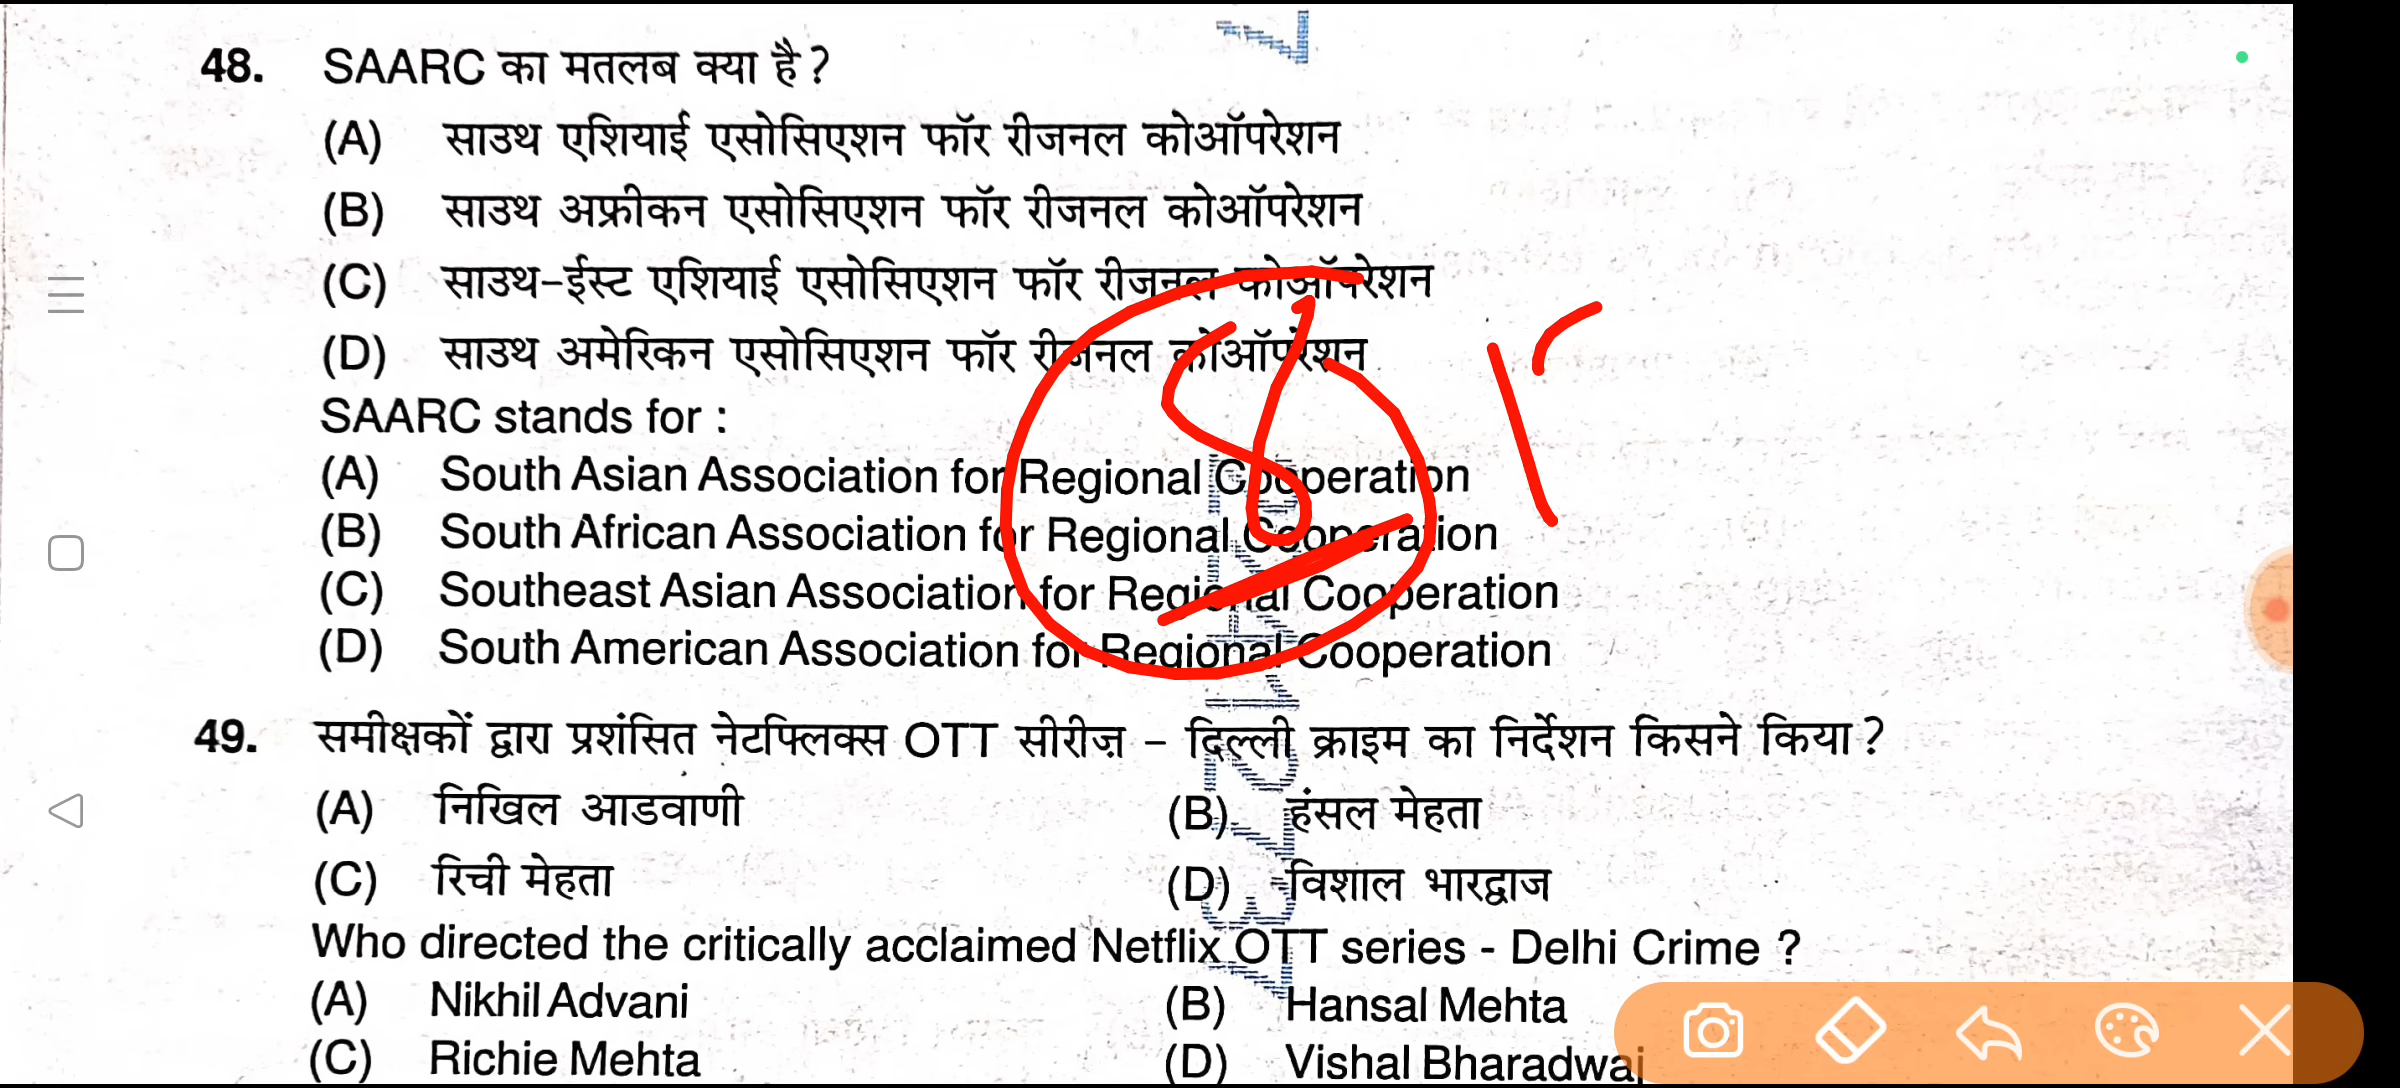 48. SAARC का मतलब क्या है ?
(A) साउथ एशियाई एसोसिएशन फॉर रीजनल कोऑपरेशन
(B) साउथ अफ्रीकन एसोसिएशन फॉर रीजनल कोऑपरेशन
(C) साउथ-ईस्ट एशियाई एसोसिएशन फॉर रीजनल कोऑपरेशन
(D) साउथ अमेरिकन एसोसिएशन फॉर रीजनल कोऑपरेशन
SAARC stands for :
(A) South Asian Association for Regional Cooperation
(B) South African Association for Regional Cooperation
(C) Southeast Asian Association for Regional Cooperation
(D) South American Association for Regional Cooperation
49. समीक्षकों द्वारा प्रशंसित नेटफ्लिक्स OTT सीरीज़ – दिल्ली क्राइम का निर्देशन किसने किया ?
(A) निखिल आडवाणी (B) हंसल मेहता
(C) रिची मेहता (D) विशाल भारद्वाज
Who directed the critically acclaimed Netflix OTT series - Delhi Crime ?
(A) Nikhil Advani (B) Hansal Mehta
(C) Richie Mehta (D) Vishal Bharadwaj